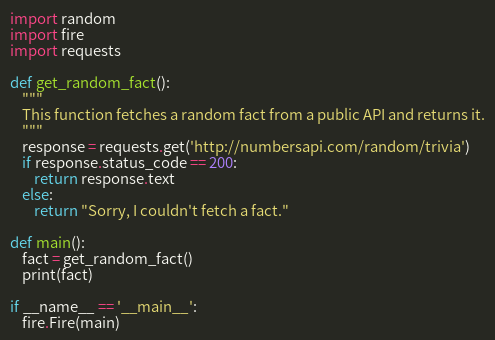 import random
import fire
import requests

def get_random_fact():
    """
    This function fetches a random fact from a public API and returns it.
    """
    response = requests.get('http://numbersapi.com/random/trivia')
    if response.status_code == 200:
        return response.text
    else:
        return "Sorry, I couldn't fetch a fact."

def main():
    fact = get_random_fact()
    print(fact)

if __name__ == '__main__':
    fire.Fire(main)